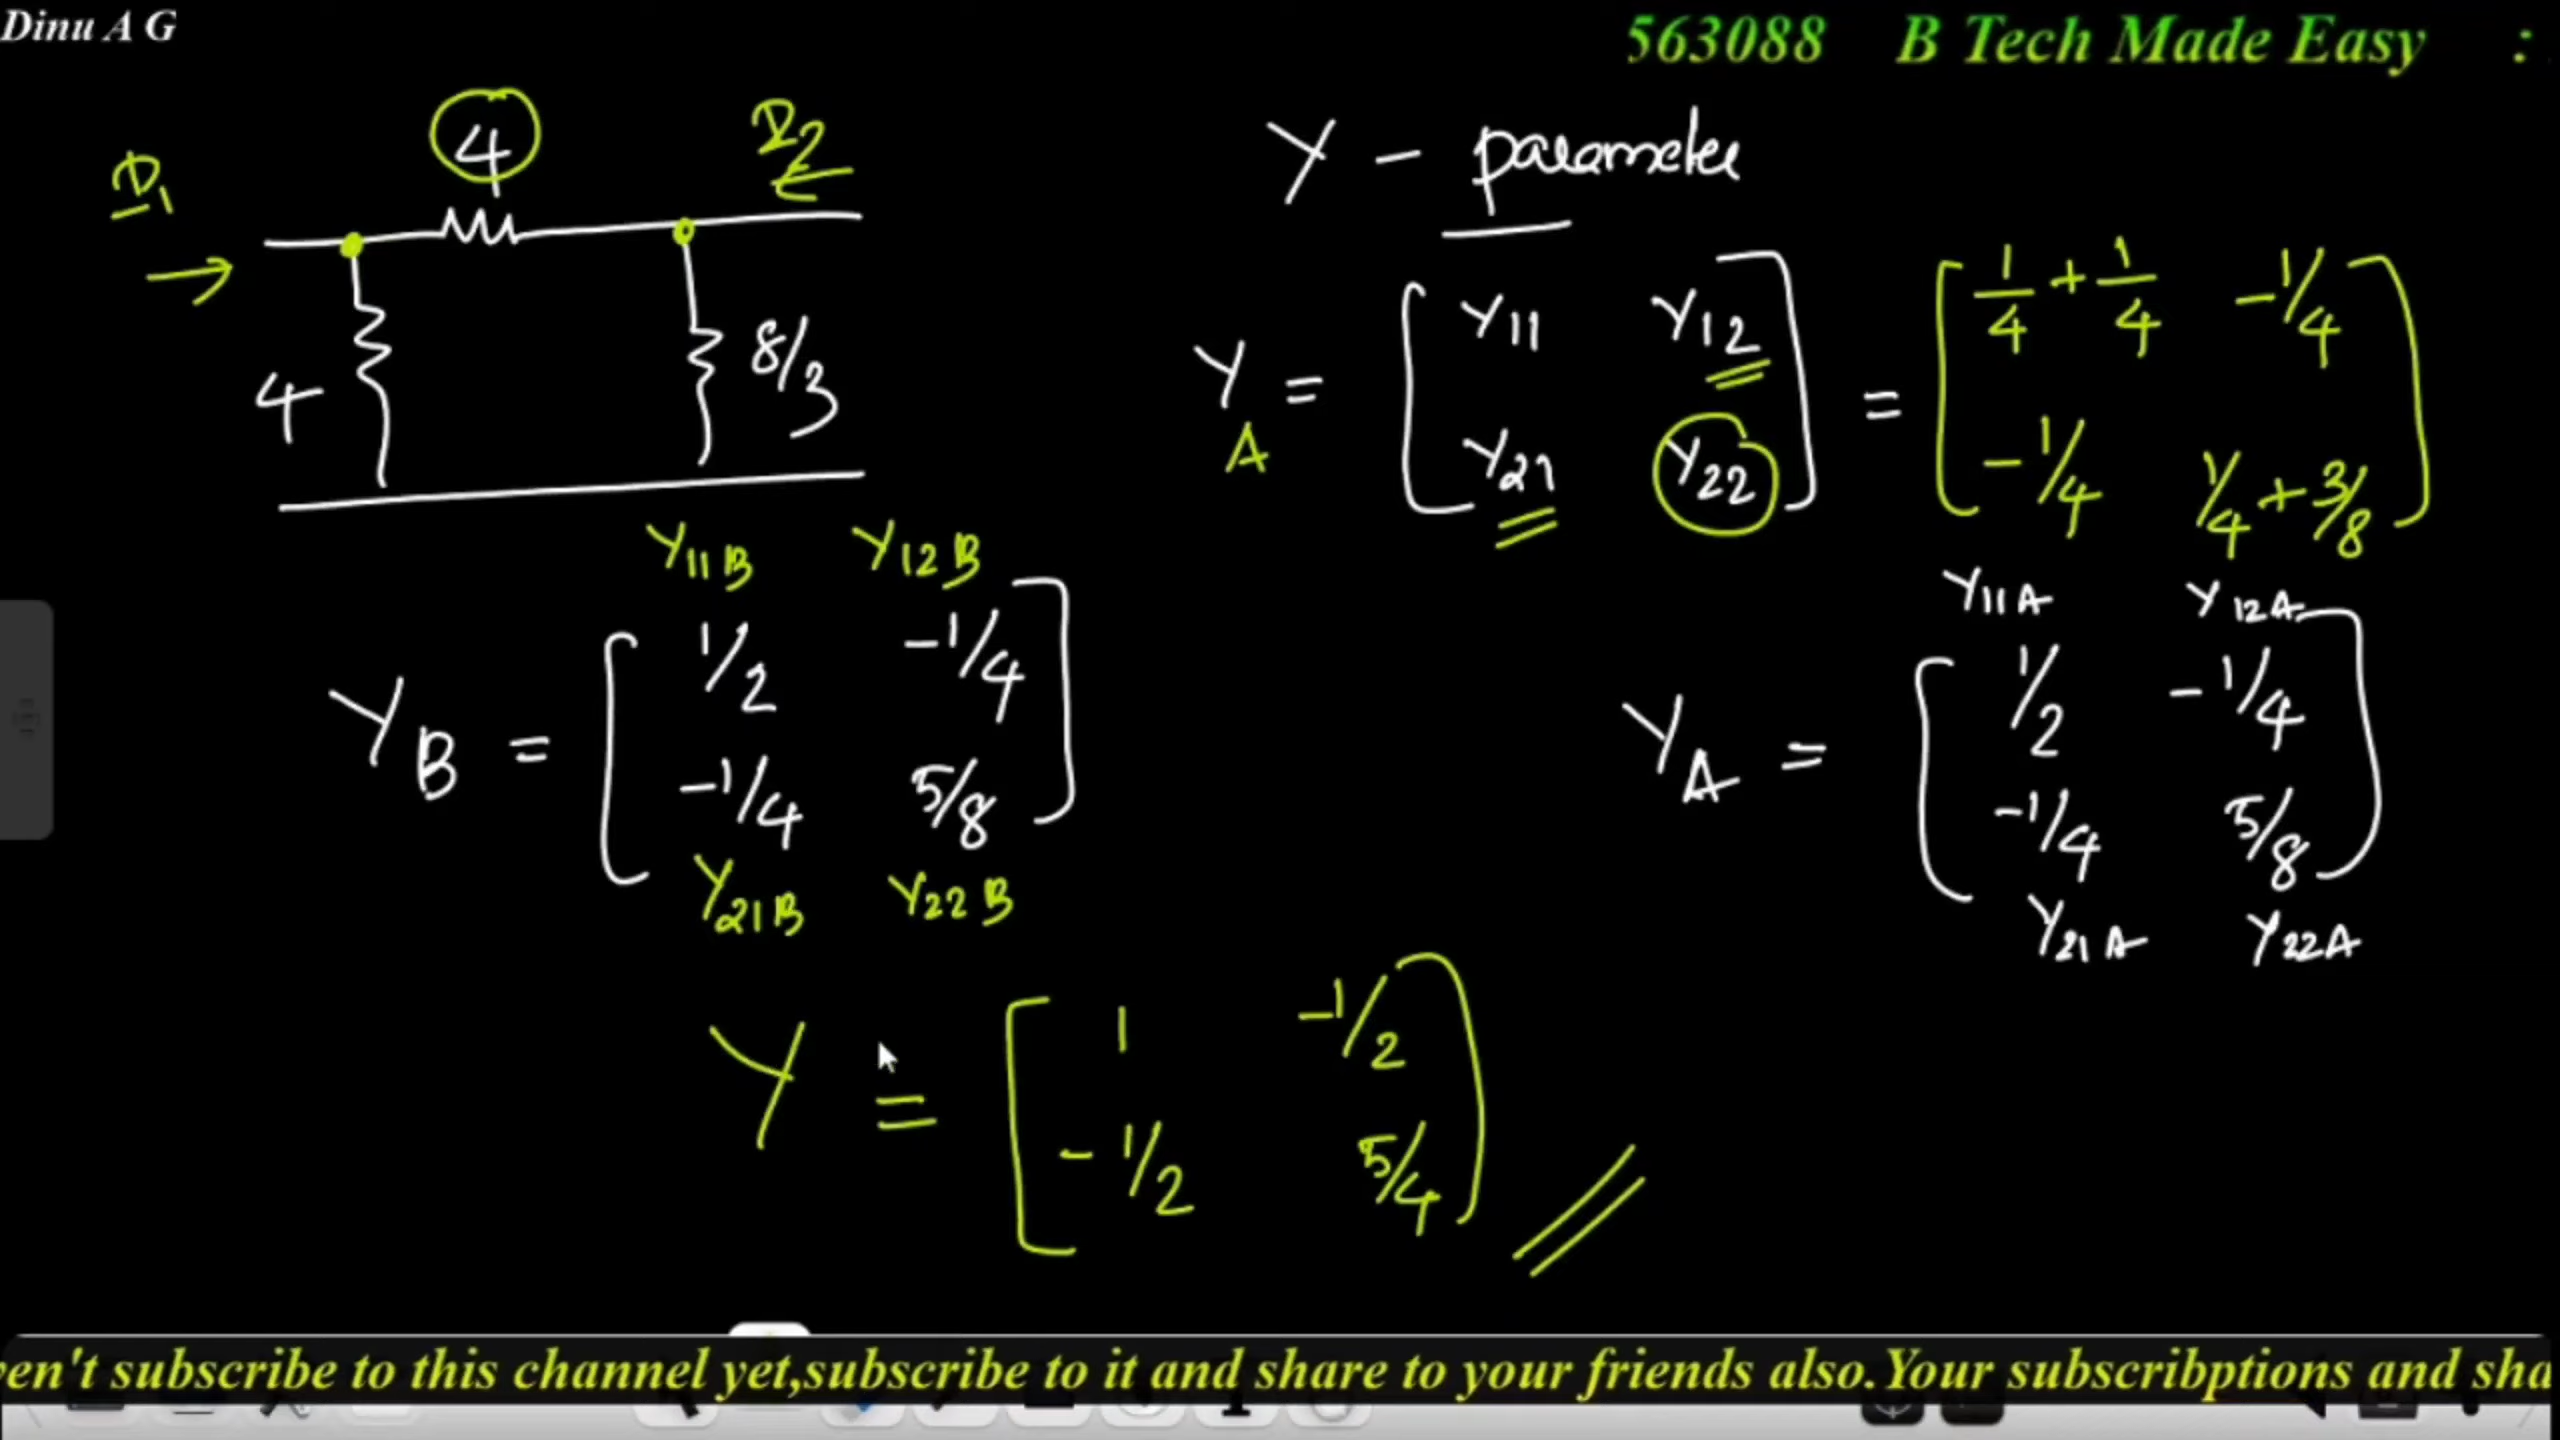 Dinu A G
563088 B Tech Made Easy :
4
4
8/3
Y - parameter
Y A = [ Y11 Y12
Y21 Y22 ] = [ 1/4 + 1/4 -1/4
-1/4 1/4 + 3/8 ]
Y11B Y12B
YB = [ 1/2 -1/4
-1/4 5/8 ]
Y21B Y22B
Y11A Y12A
YA = [ 1/2 -1/4
-1/4 5/8 ]
Y21A Y22A
Y = [ 1 -1/2
-1/2 5/4 ]
ven't subscribe to this channel yet,subscribe to it and share to your friends also.Your subscribptions and sha